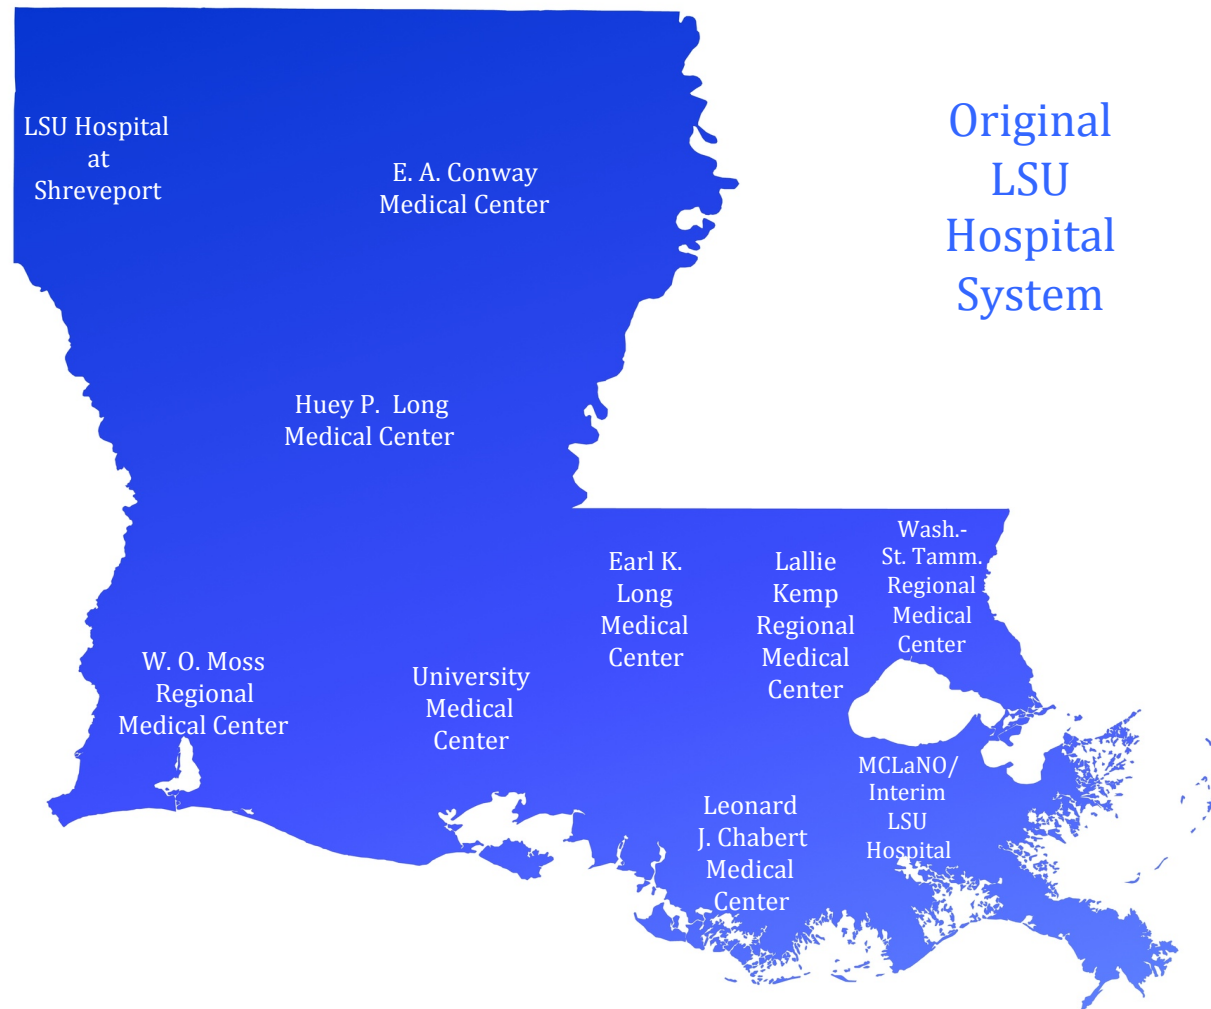 Original
LSU
Hospital
System
LSU Hospital
at
Shreveport
E. A. Conway
Medical Center
Huey P.  Long
Medical Center
Earl K.
Long
Medical
Center
Lallie
Kemp
Regional
Medical
Center
Wash.-
St. Tamm.
Regional
Medical
Center
W. O. Moss
Regional
Medical Center
University
Medical
Center
Leonard
J. Chabert
Medical
Center
MCLaNO/
Interim
LSU
Hospital